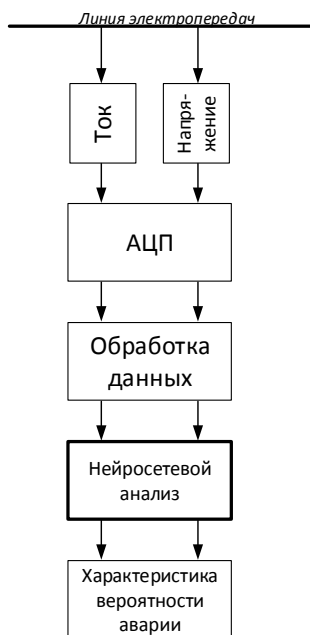 Линия электропередач
Ток
Напря-
жение
АЦП
Обработка
данных
Нейросетевой
анализ
Характеристика
вероятности
аварии